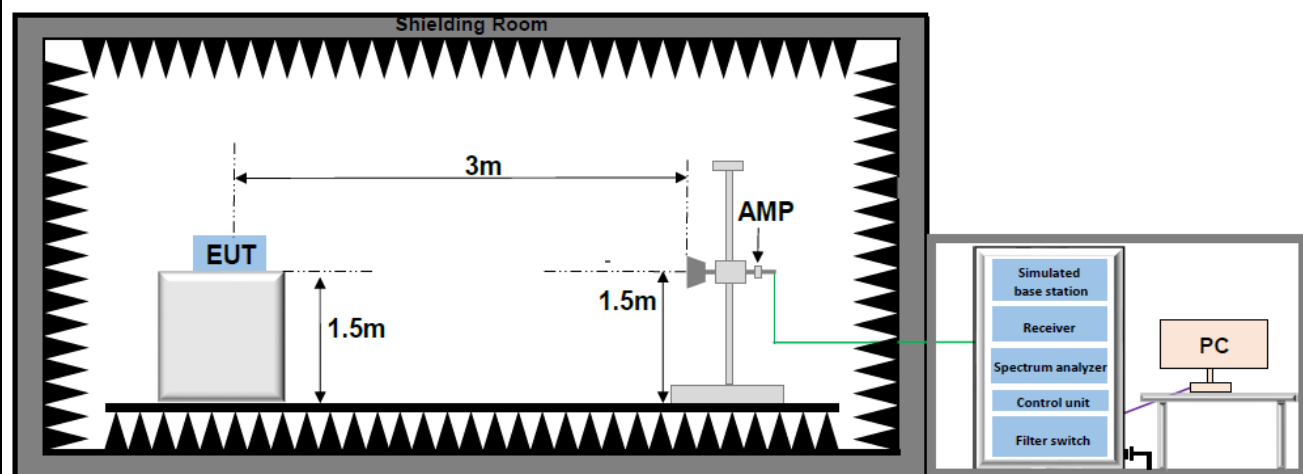 Shielding Room
3m
AMP
EUT
1.5m
1.5m
Simulated
base station
Receiver
Spectrum analyzer
Control unit
Filter switch
PC